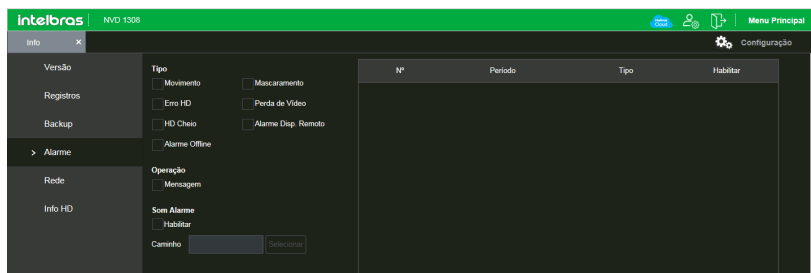 intelbras NVD 1308 Cloud Menu Principal
Info × Configuração
Versão
Registros
Backup
> Alarme
Rede
Info HD
Tipo
Movimento Mascaramento
Erro HD Perda de Vídeo
HD Cheio Alarme Disp. Remoto
Alarme Offline
Operação
Mensagem
Som Alarme
Habilitar
Caminho Selecionar
Nº Período Tipo Habilitar